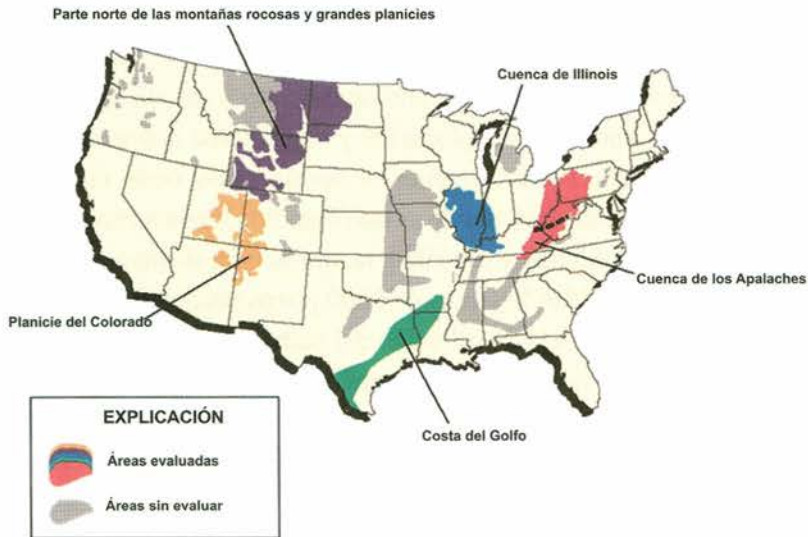 Parte norte de las montañas rocosas y grandes planicies
Cuenca de Illinois
Cuenca de los Apalaches
Planicie del Colorado
Costa del Golfo
EXPLICACIÓN
Áreas evaluadas
Áreas sin evaluar